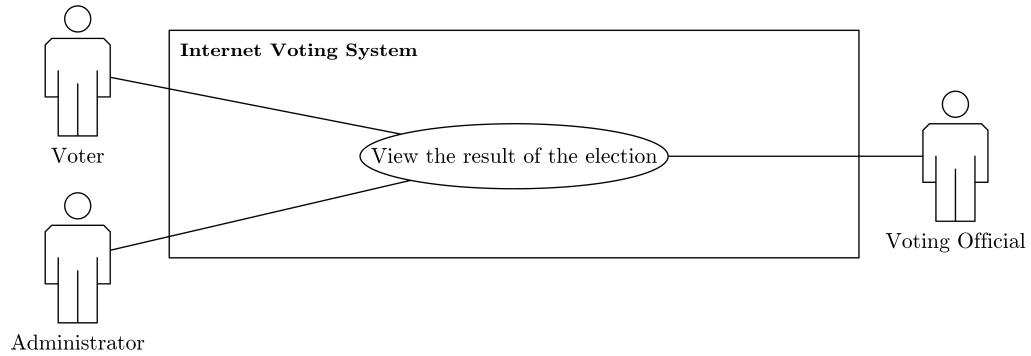 Internet Voting System
Voter
View the result of the election
Voting Official
Administrator